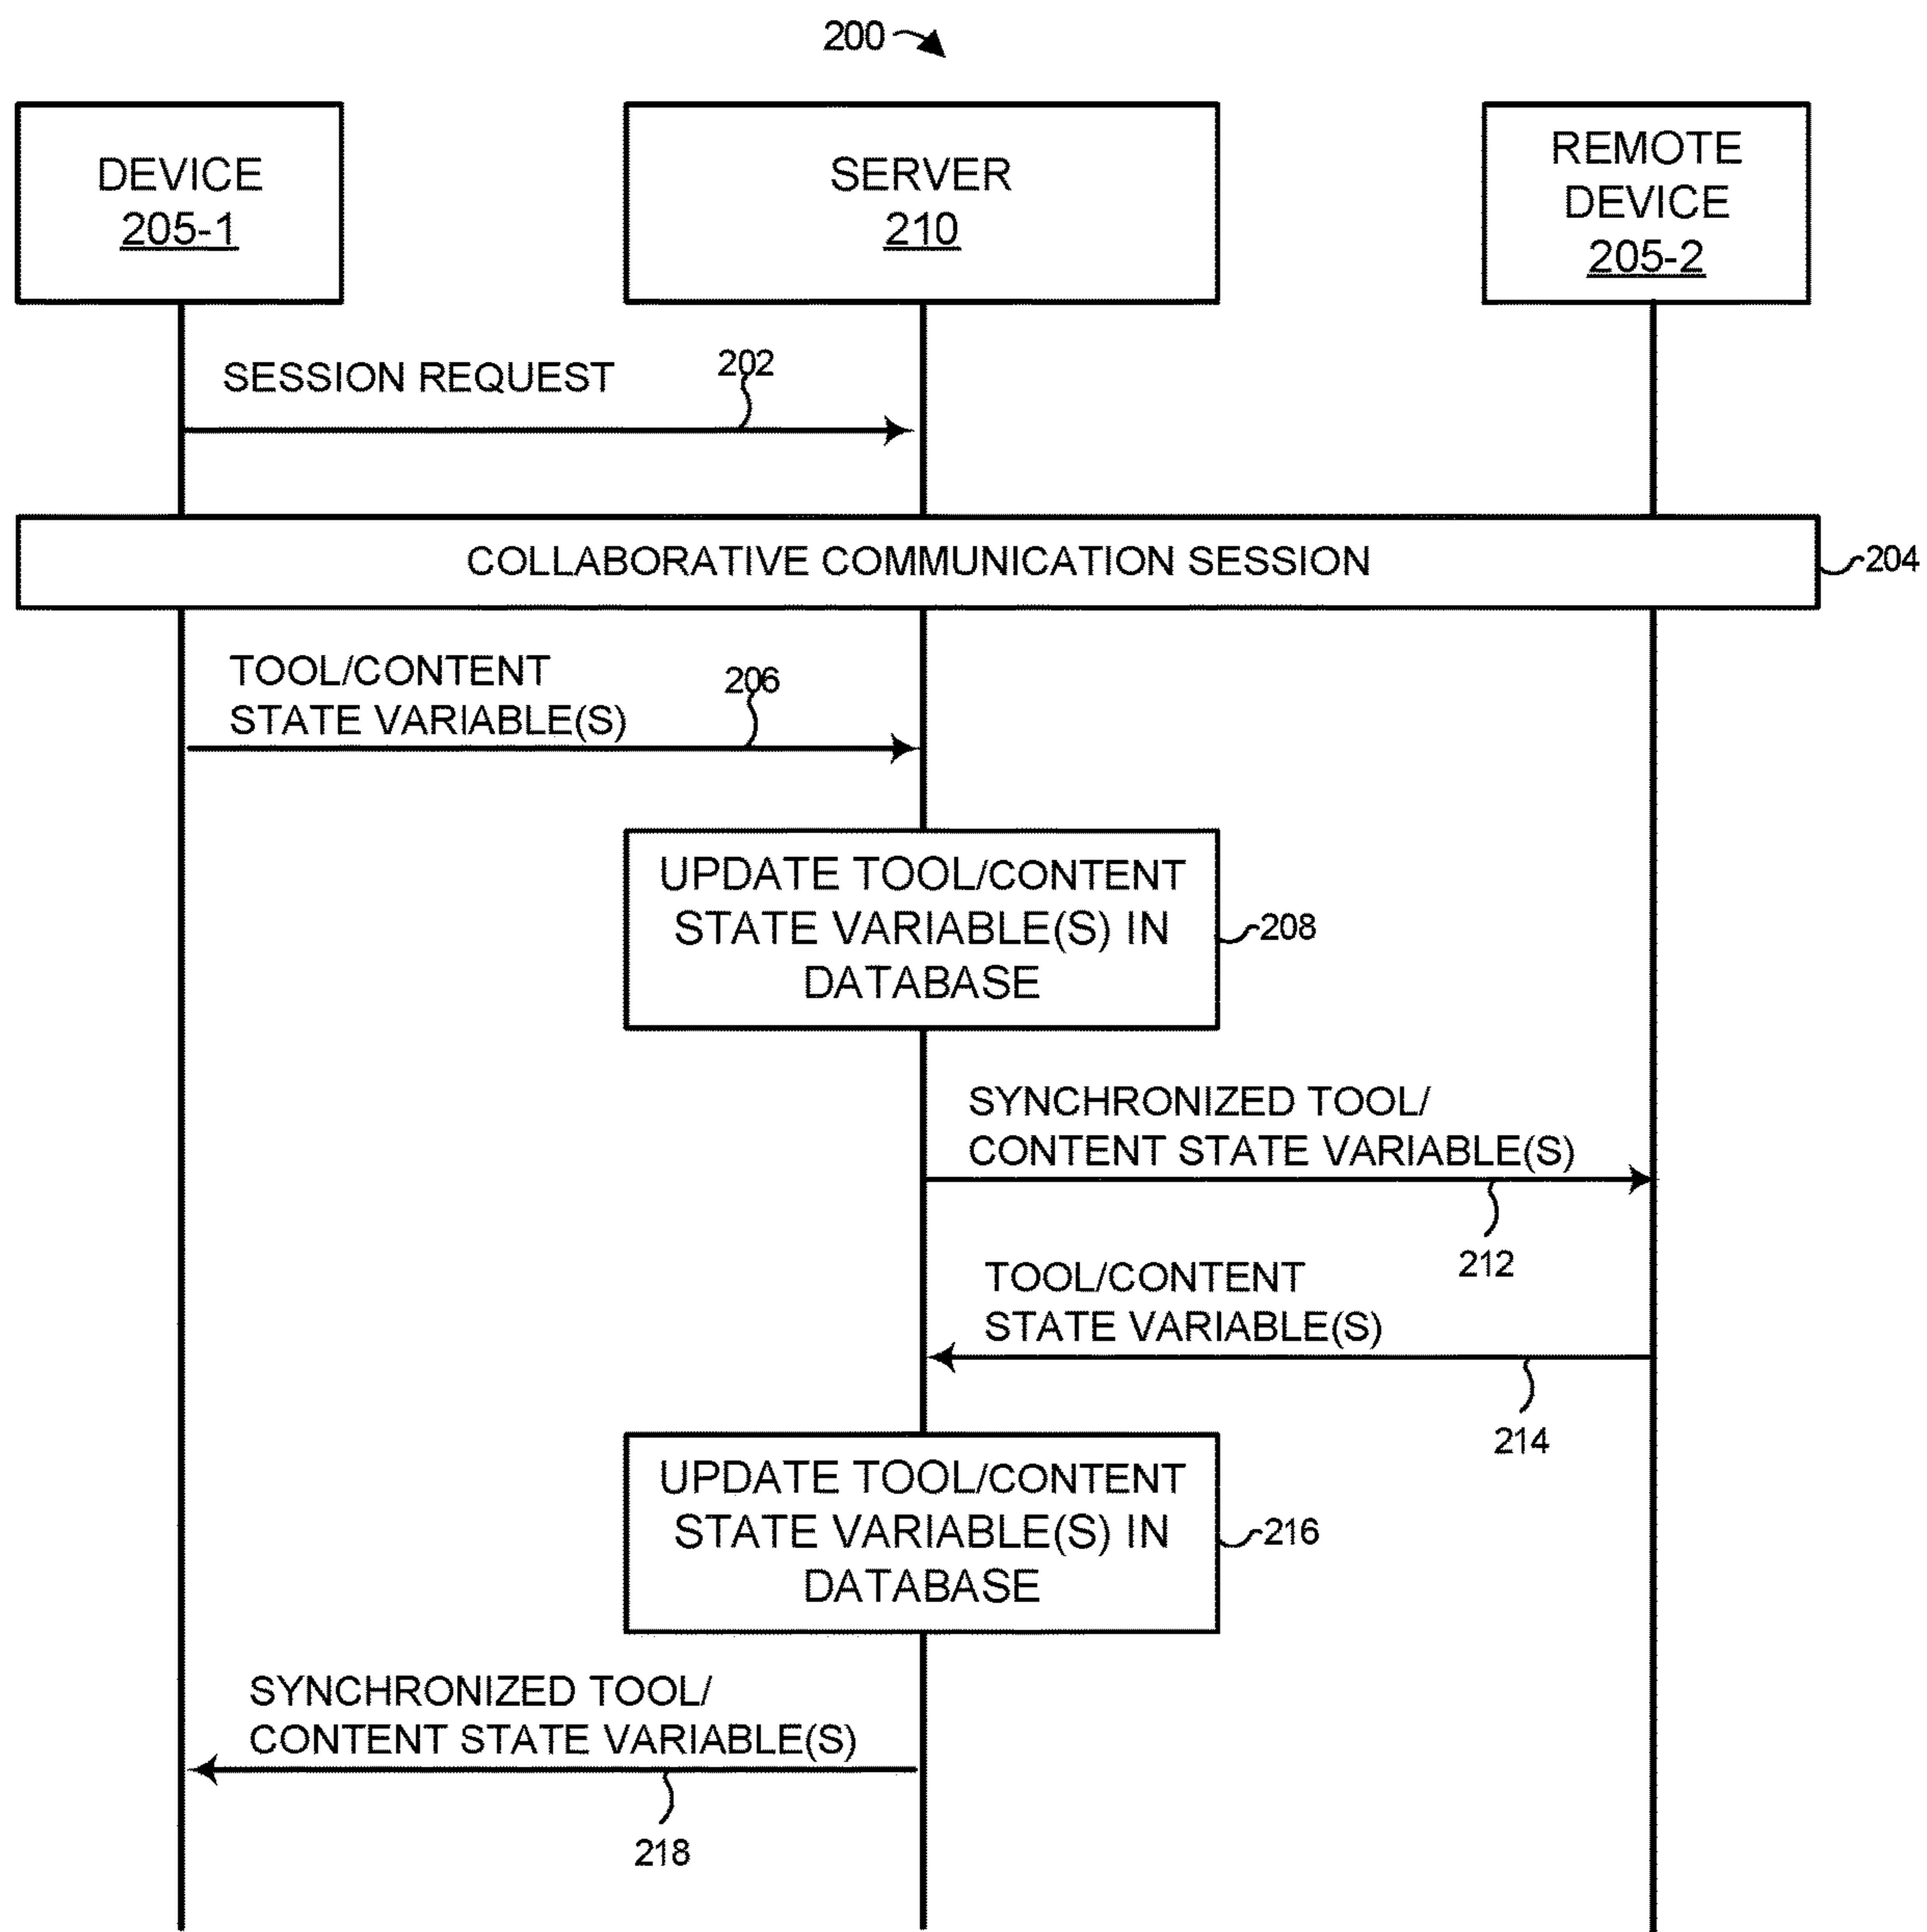 200
DEVICE
205-1
SERVER
210
REMOTE
DEVICE
205-2
SESSION REQUEST
202
COLLABORATIVE COMMUNICATION SESSION
204
TOOL/CONTENT
STATE VARIABLE(S)
206
UPDATE TOOL/CONTENT
STATE VARIABLE(S) IN
DATABASE
208
SYNCHRONIZED TOOL/
CONTENT STATE VARIABLE(S)
212
TOOL/CONTENT
STATE VARIABLE(S)
214
UPDATE TOOL/CONTENT
STATE VARIABLE(S) IN
DATABASE
216
SYNCHRONIZED TOOL/
CONTENT STATE VARIABLE(S)
218